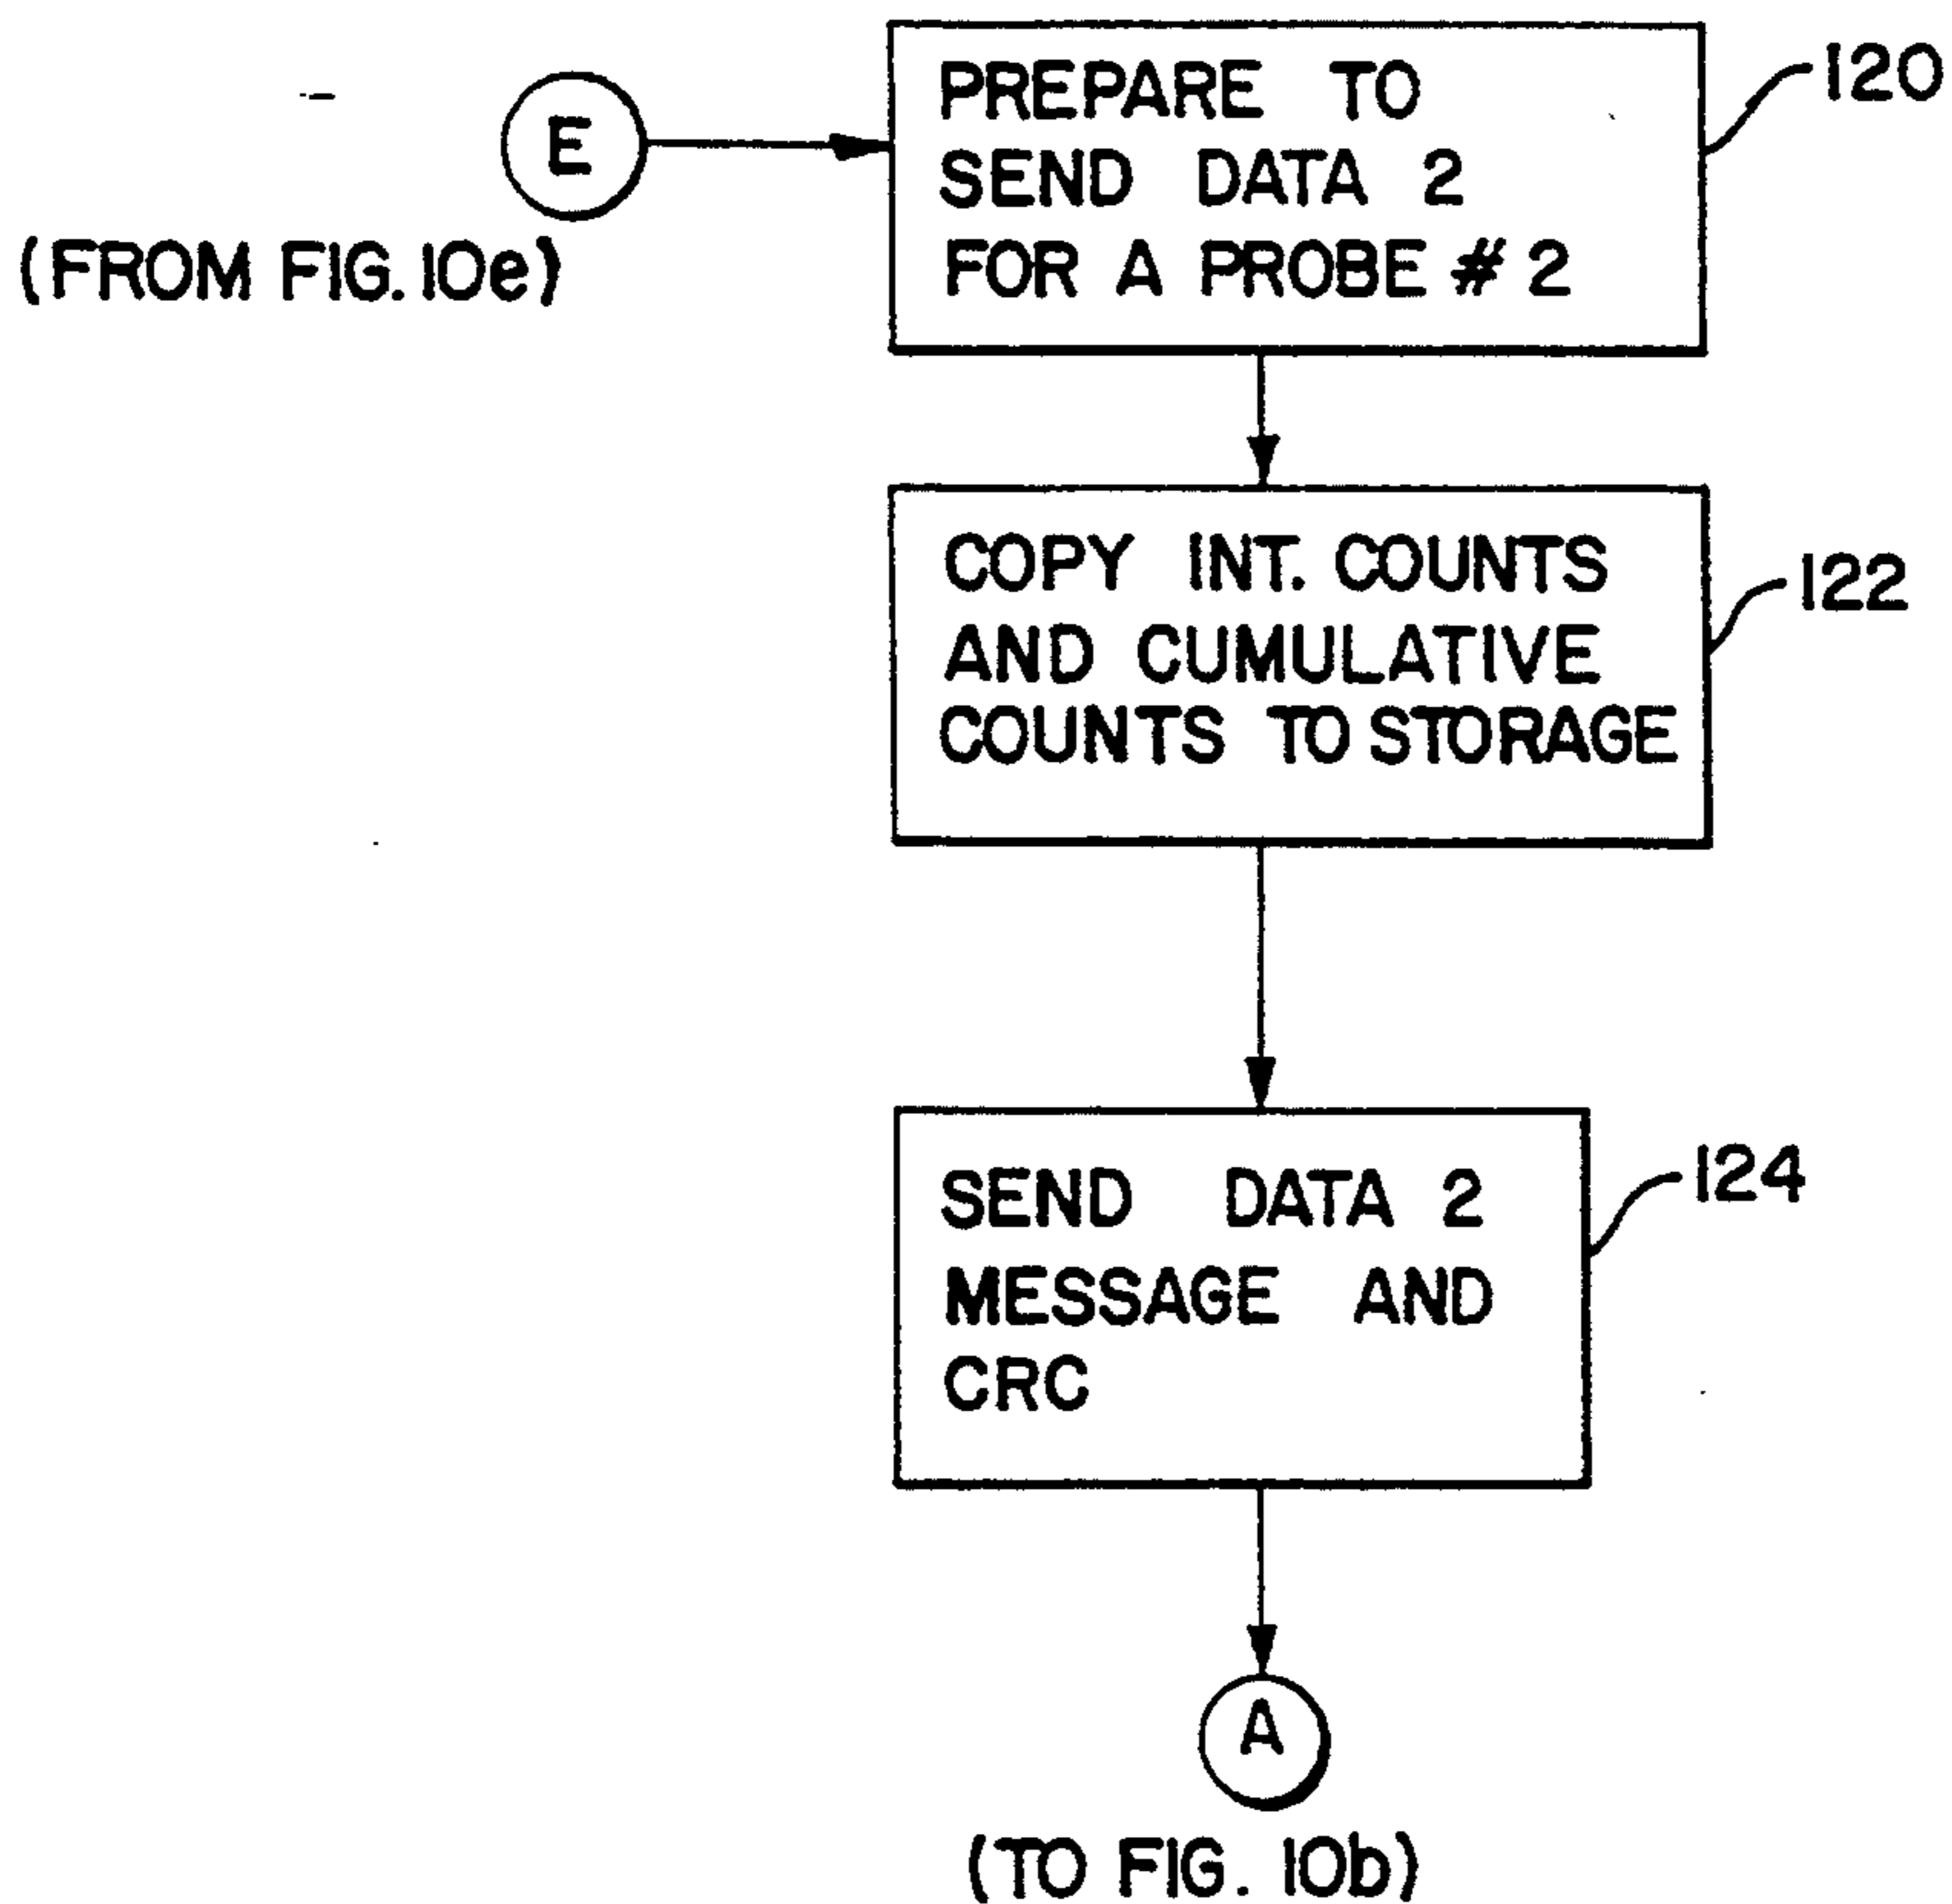 PREPARE TO
SEND DATA 2
FOR A PROBE # 2
120
E
(FROM FIG. 10e)
COPY INT. COUNTS
AND CUMULATIVE
COUNTS TO STORAGE
122
SEND DATA 2
MESSAGE AND
CRC
124
A
(TO FIG. 10b)